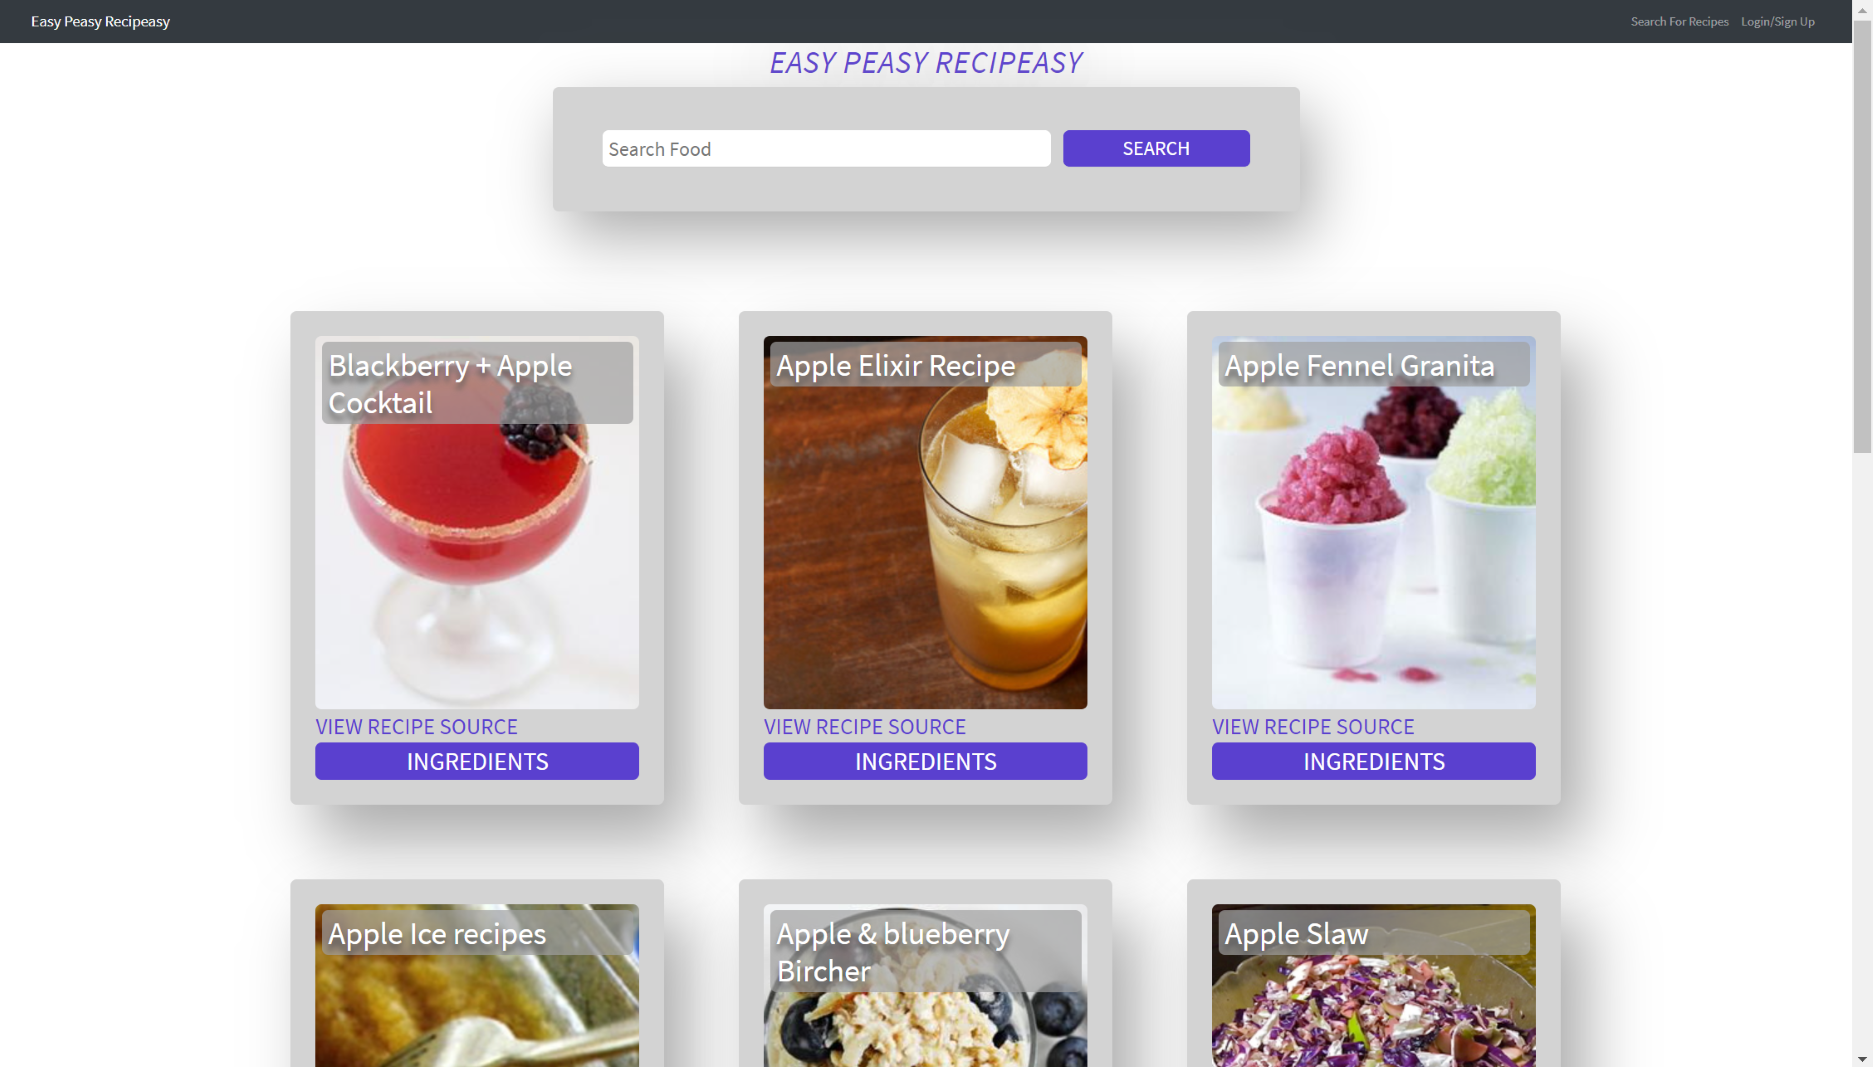 Easy Peasy Recipeasy
Search For Recipes
Login/Sign Up
EASY PEASY RECIPEASY
Search Food
SEARCH
Blackberry + Apple
Cocktail
Apple Elixir Recipe
Apple Fennel Granita
VIEW RECIPE SOURCE
VIEW RECIPE SOURCE
VIEW RECIPE SOURCE
INGREDIENTS
INGREDIENTS
INGREDIENTS
Apple Ice recipes
Apple & blueberry
Bircher
Apple Slaw